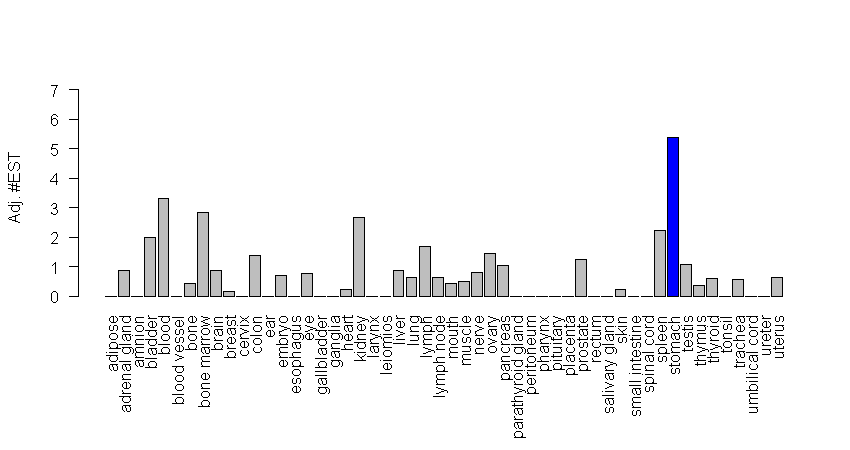 7
6
5
4
3
2
1
0
Adj. #EST
adipose
adrenal gland
amnion
bladder
blood
blood vessel
bone
bone marrow
brain
breast
cervix
colon
ear
embryo
esophagus
eye
gallbladder
ganglia
heart
kidney
larynx
leiomios
liver
lung
lymph
lymph node
mouth
muscle
nerve
ovary
pancreas
parathyroid gland
peritoneum
pharynx
pituitary
placenta
prostate
rectum
salivary gland
skin
small intestine
spinal cord
spleen
stomach
testis
thymus
thyroid
tonsil
trachea
umbilical cord
ureter
uterus